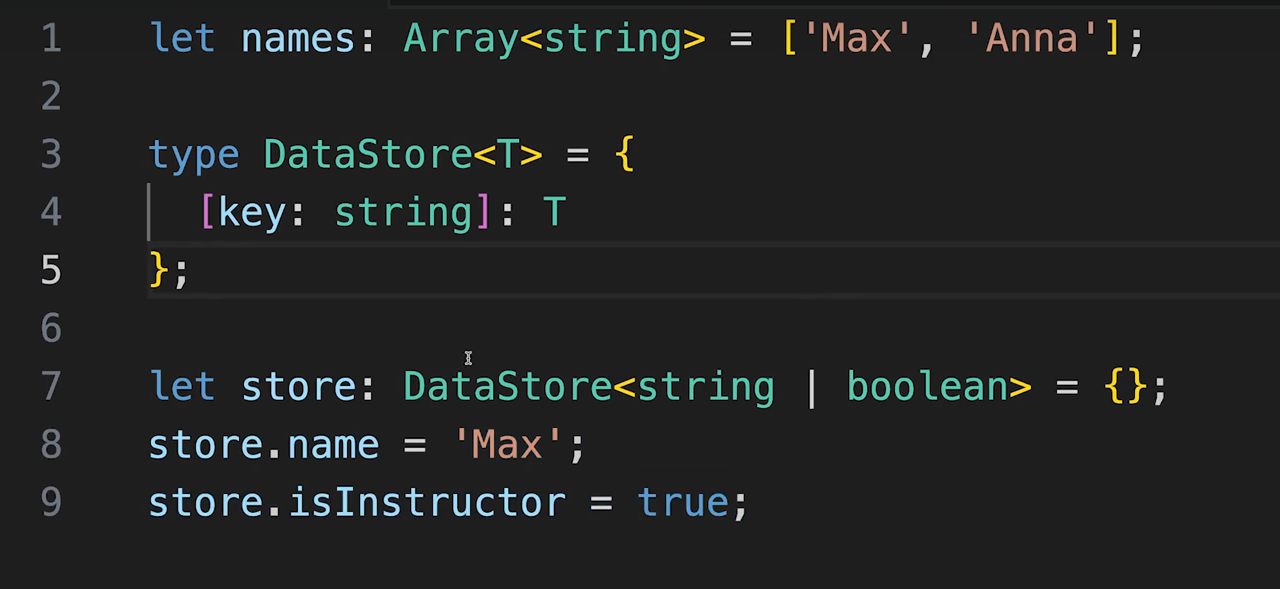 1 let names: Array<string> = ['Max', 'Anna'];
2
3 type DataStore<T> = {
4 [key: string]: T
5 };
6
7 let store: DataStore<string | boolean> = {};
8 store.name = 'Max';
9 store.isInstructor = true;